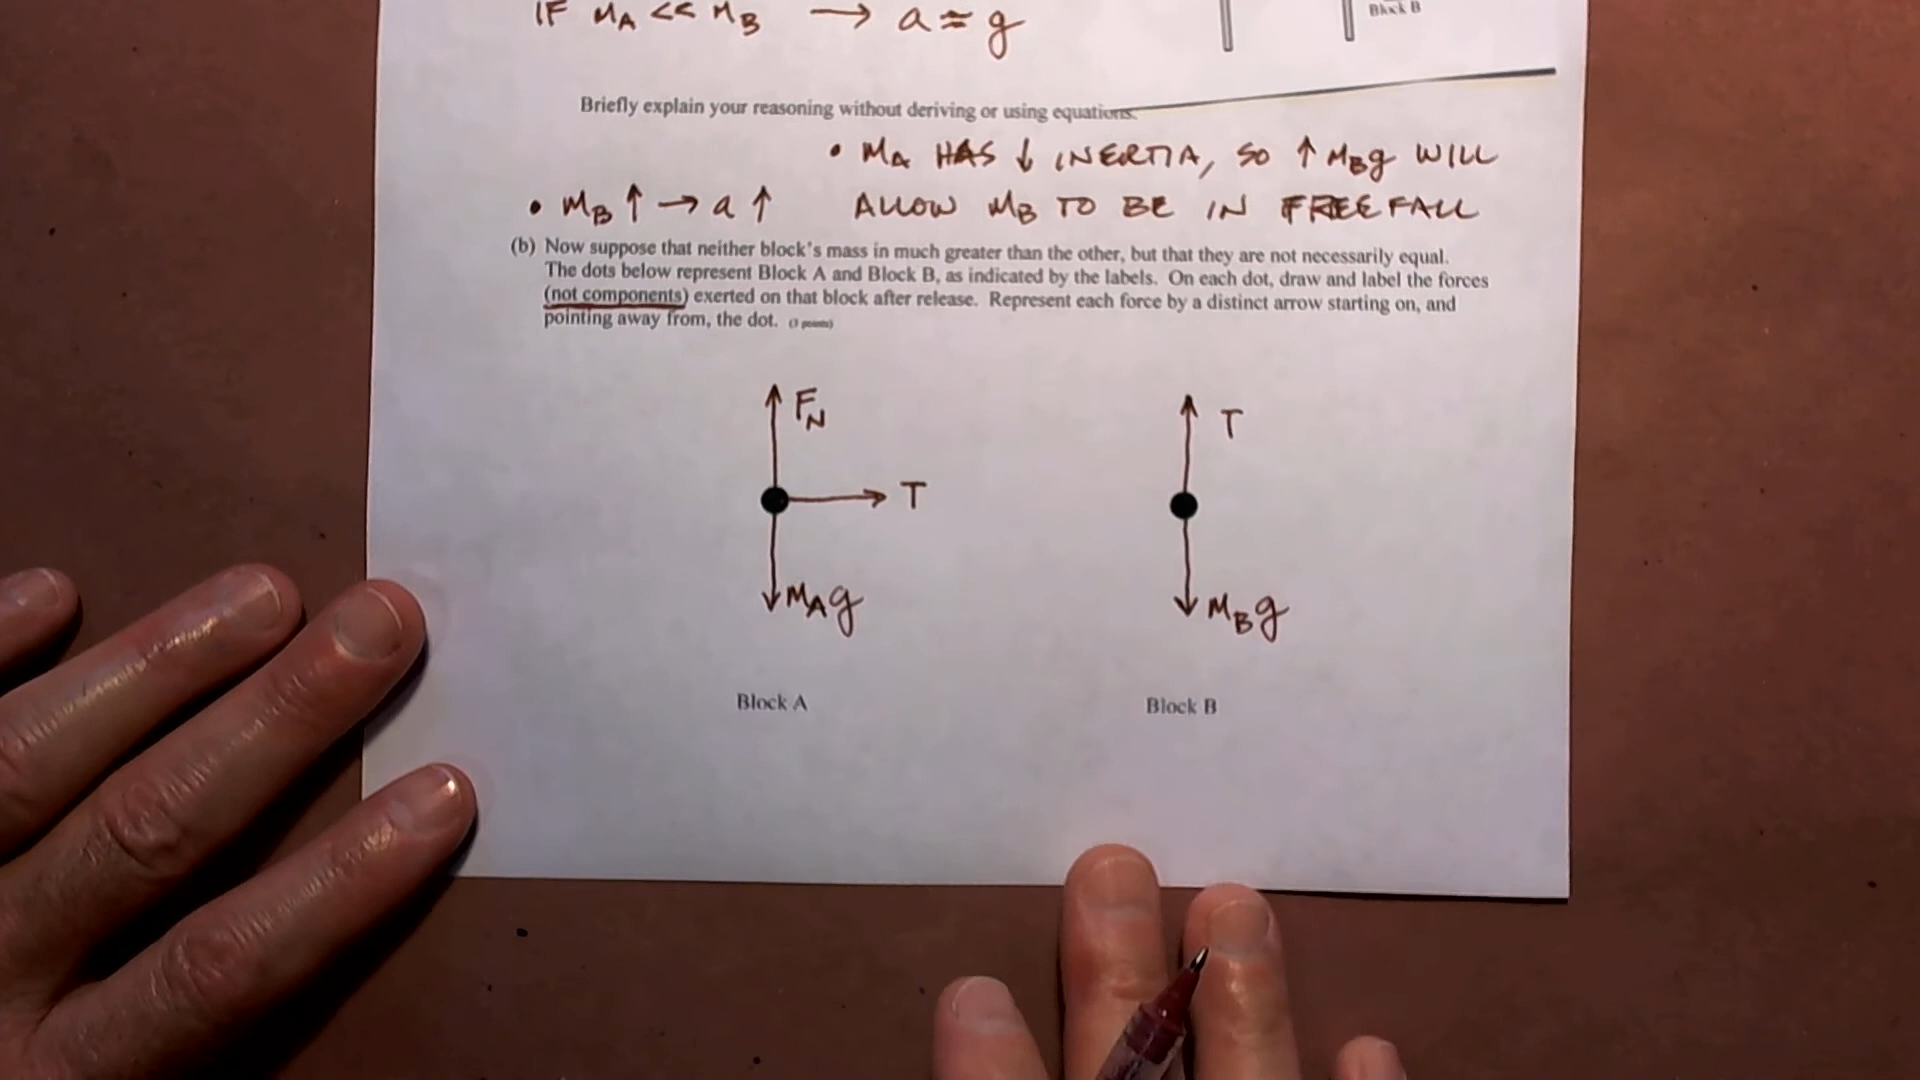 IF MA << MB → a ≈ g
Block B
Briefly explain your reasoning without deriving or using equations.
• MA HAS ↓ INERTIA, SO ↑ MBg WILL
• MB ↑ → a ↑ ALLOW MB TO BE IN FREE FALL
(b) Now suppose that neither block's mass in much greater than the other, but that they are not necessarily equal.
The dots below represent Block A and Block B, as indicated by the labels. On each dot, draw and label the forces
(not components) exerted on that block after release. Represent each force by a distinct arrow starting on, and
pointing away from, the dot. (3 points)
FN
T
T
MAg
MBg
Block A
Block B